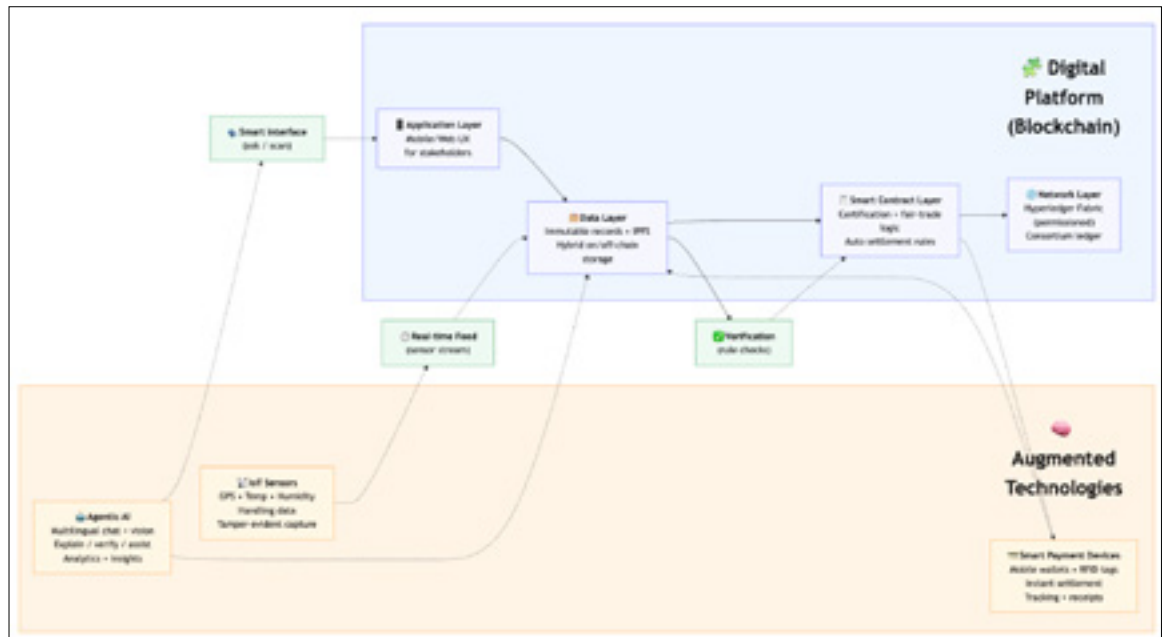 🧩 Digital
Platform
(Blockchain)
Smart Interface
(ask / scan)
Application Layer
Mobile/Web UX
for stakeholders
Data Layer
Immutable records + IPFS
Hybrid on/off-chain
storage
Smart Contract Layer
Certification + fair-trade
logic
Auto settlement rules
Network Layer
Hyperledger Fabric
(permissioned)
Consortium ledger
Real-time Feed
(sensor stream)
✅ Verification
(rule checks)
🧠
Augmented
Technologies
IoT Sensors
GPS + Temp + Humidity
Handling data
Tamper-evident capture
Agentic AI
Multilingual chat + vision
Explain / verify / assist
Analytics + insights
Smart Payment Devices
Mobile wallets + RFID tags
Instant settlement
Tracking + receipts